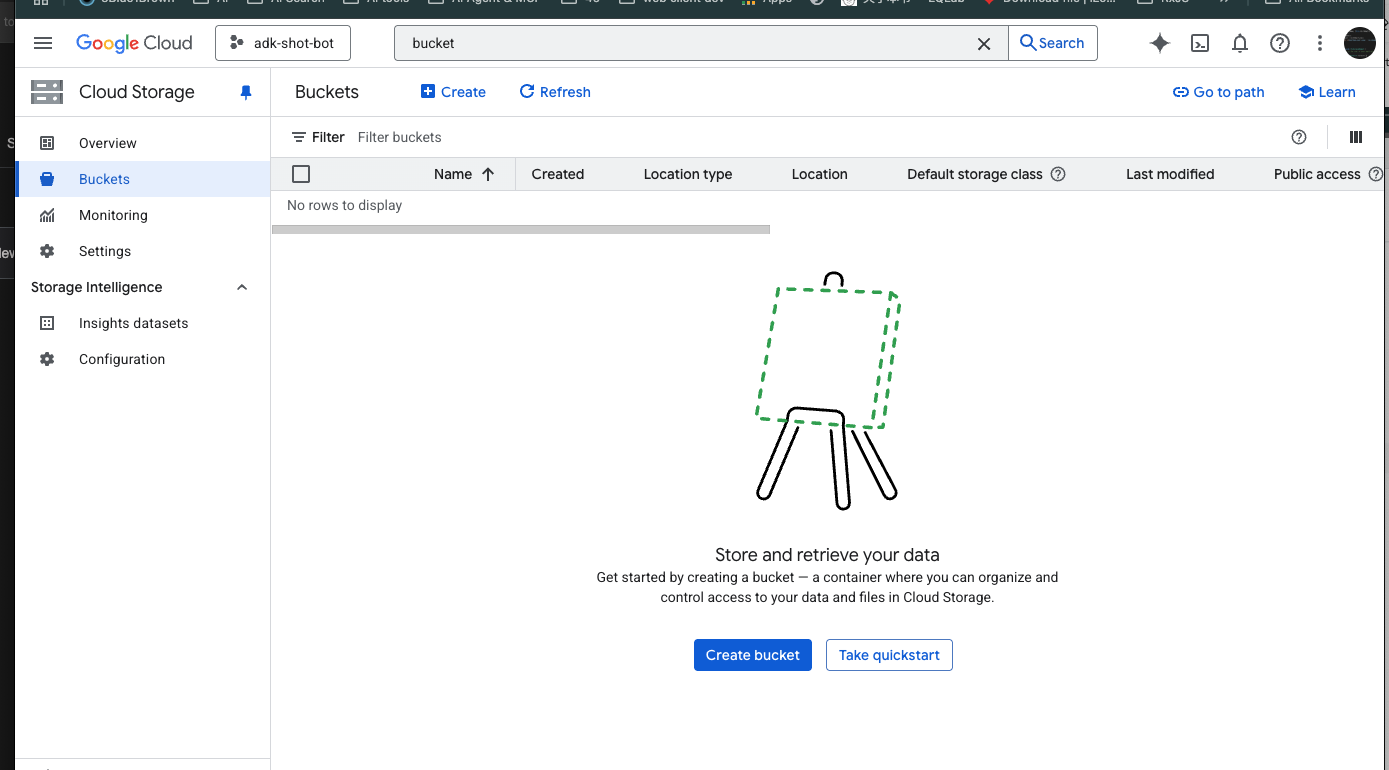 Google Cloud
adk-shot-bot
bucket
Search
Cloud Storage
Buckets
Create
Refresh
Go to path
Learn
Overview
Buckets
Monitoring
Settings
Storage Intelligence
Insights datasets
Configuration
Filter Filter buckets
Name Created Location type Location Default storage class Last modified Public access
No rows to display
Store and retrieve your data
Get started by creating a bucket — a container where you can organize and
control access to your data and files in Cloud Storage.
Create bucket
Take quickstart